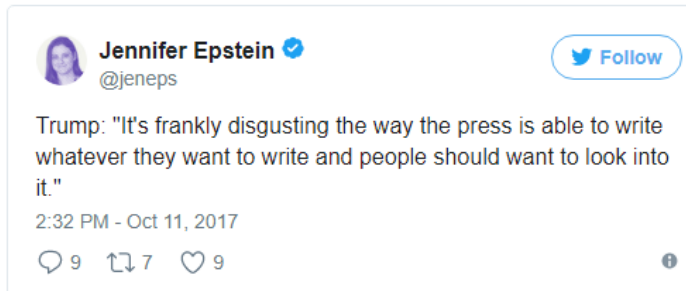 Jennifer Epstein
Follow
@jeneps
Trump: "It's frankly disgusting the way the press is able to write
whatever they want to write and people should want to look into
it."
2:32 PM - Oct 11, 2017
9 7 9